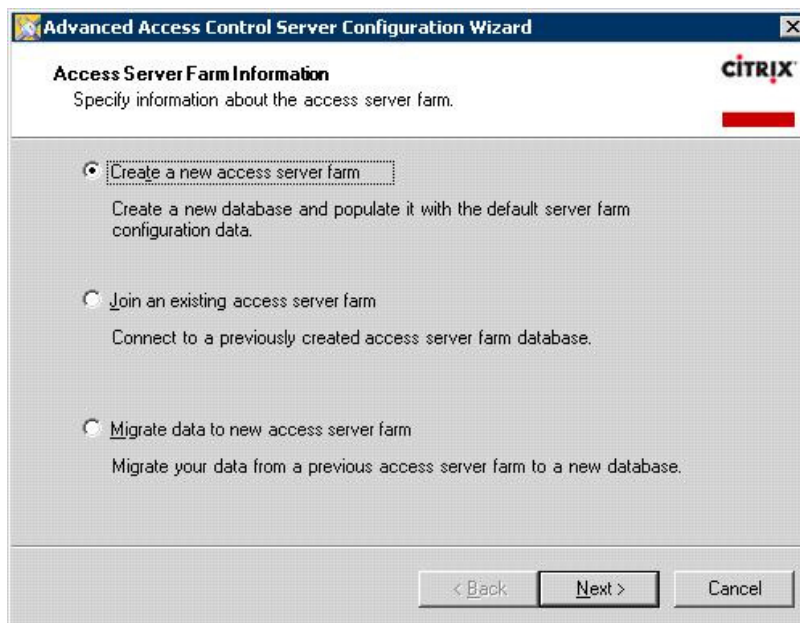 Advanced Access Control Server Configuration Wizard
Access Server Farm Information
Specify information about the access server farm.
CITRIX
Create a new access server farm
Create a new database and populate it with the default server farm
configuration data.
Join an existing access server farm
Connect to a previously created access server farm database.
Migrate data to new access server farm
Migrate your data from a previous access server farm to a new database.
< Back
Next >
Cancel